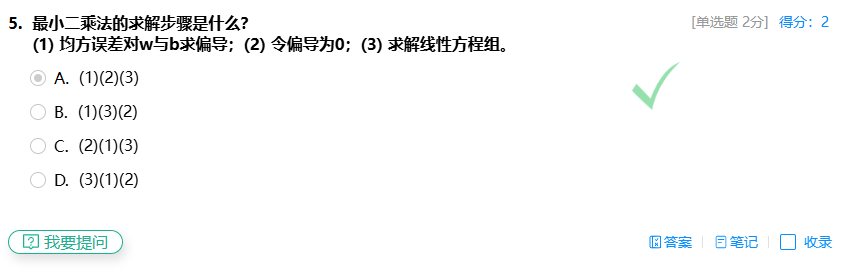 5. 最小二乘法的求解步骤是什么? [单选题 2分] 得分：2
(1) 均方误差对w与b求偏导；(2) 令偏导为0；(3) 求解线性方程组。
A. (1)(2)(3)
B. (1)(3)(2)
C. (2)(1)(3)
D. (3)(1)(2)
我要提问 答案 笔记 收录